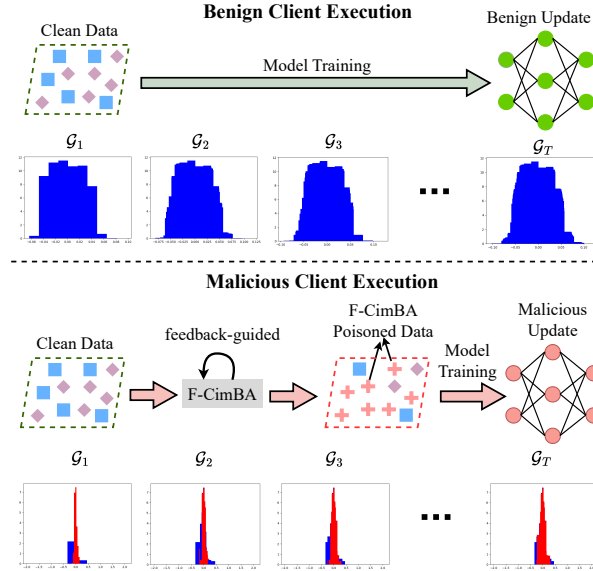 Benign Client Execution
Clean Data
Benign Update
Model Training
𝒢1 𝒢2 𝒢3 𝒢T
...
Malicious Client Execution
F-CimBA
Poisoned Data
Malicious
Update
Clean Data
feedback-guided
Model
Training
F-CimBA
𝒢1 𝒢2 𝒢3 𝒢T
...